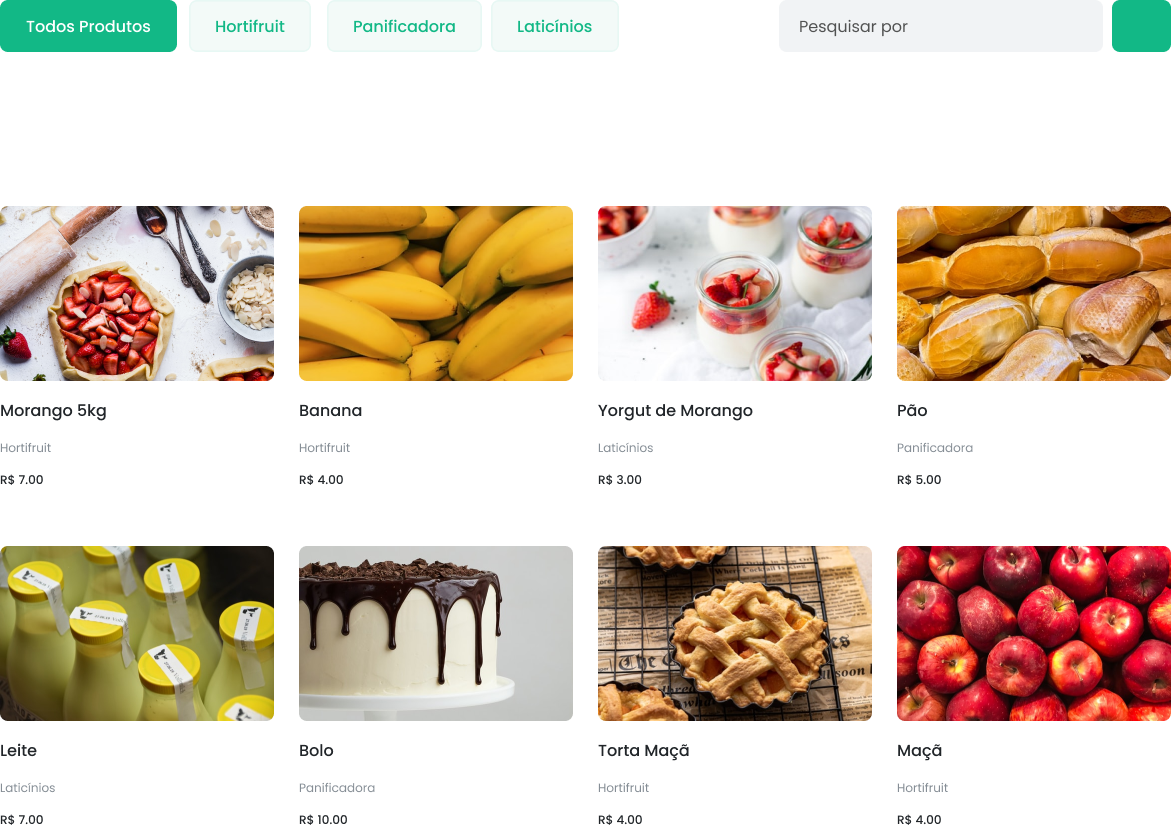 Todos Produtos
Hortifruit
Panificadora
Laticínios
Pesquisar por
Morango 5kg
Hortifruit
R$ 7.00
Banana
Hortifruit
R$ 4.00
Yorgut de Morango
Laticínios
R$ 3.00
Pão
Panificadora
R$ 5.00
Leite
Laticínios
R$ 7.00
Bolo
Panificadora
R$ 10.00
Torta Maçã
Hortifruit
R$ 4.00
Maçã
Hortifruit
R$ 4.00